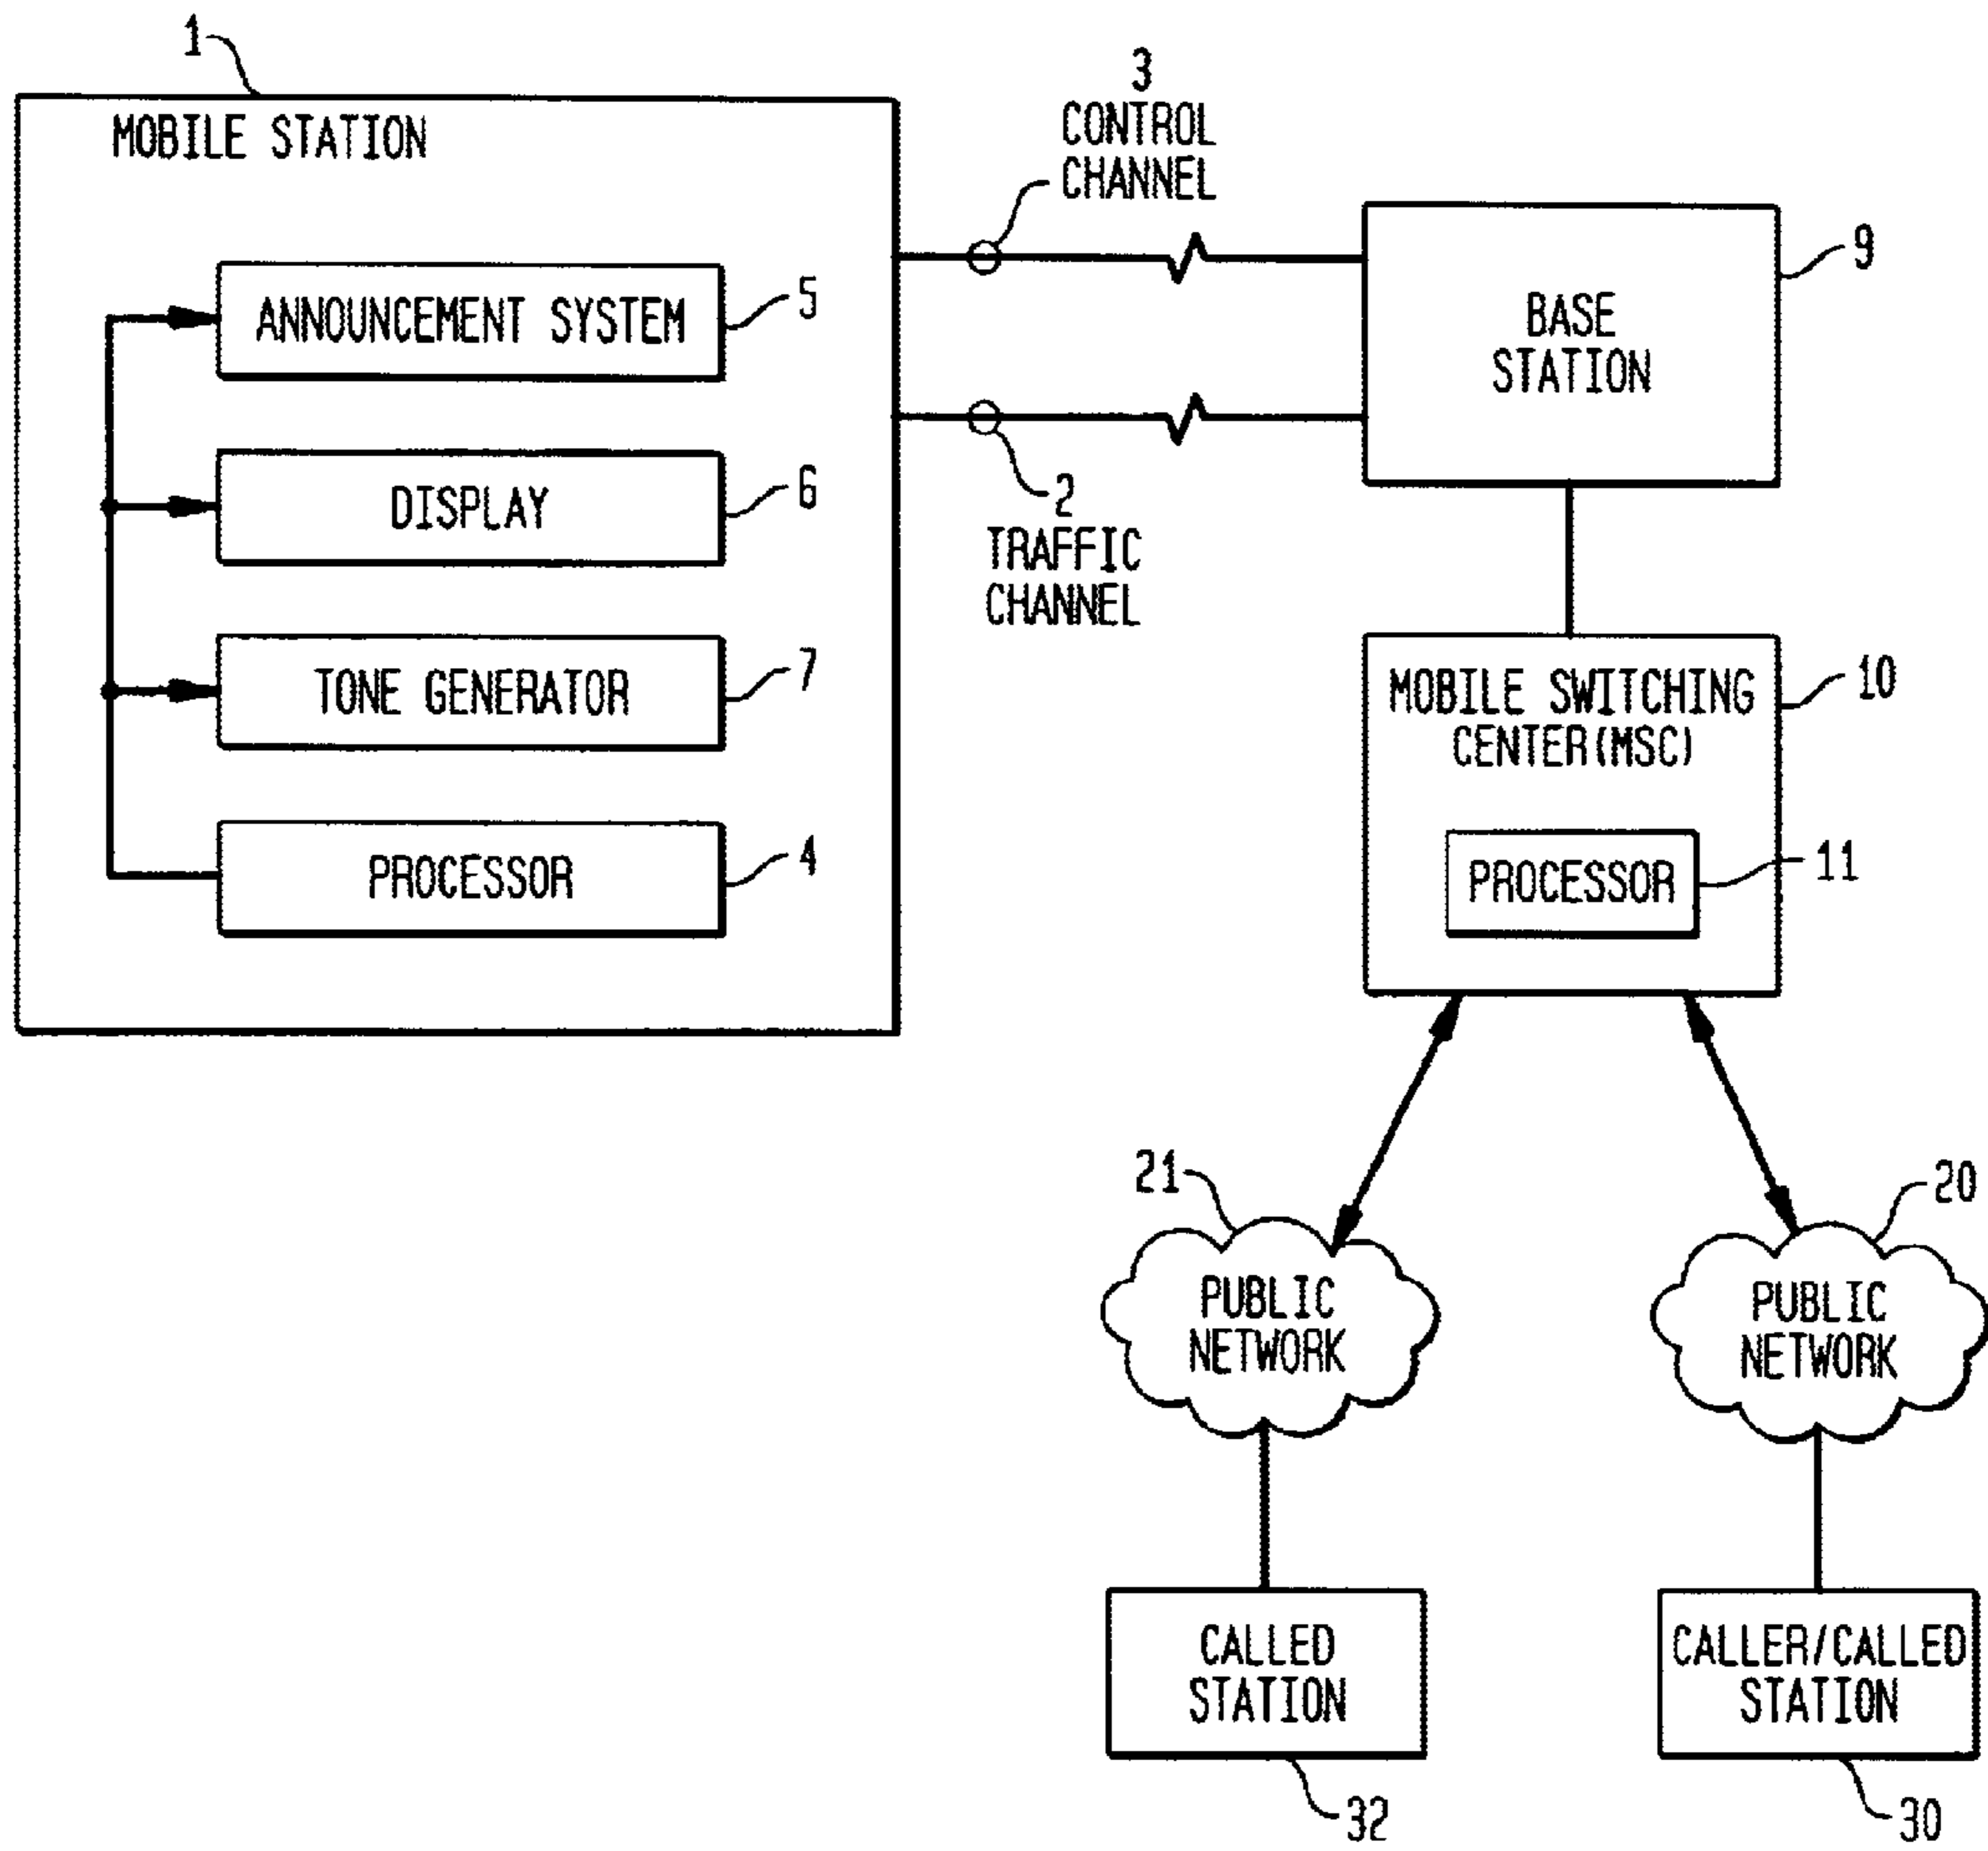 1
MOBILE STATION
ANNOUNCEMENT SYSTEM
5
DISPLAY
6
TONE GENERATOR
7
PROCESSOR
4
3
CONTROL
CHANNEL
2
TRAFFIC
CHANNEL
BASE
STATION
9
MOBILE SWITCHING
CENTER(MSC)
10
PROCESSOR
11
21
PUBLIC
NETWORK
20
PUBLIC
NETWORK
CALLED
STATION
32
CALLER/CALLED
STATION
30